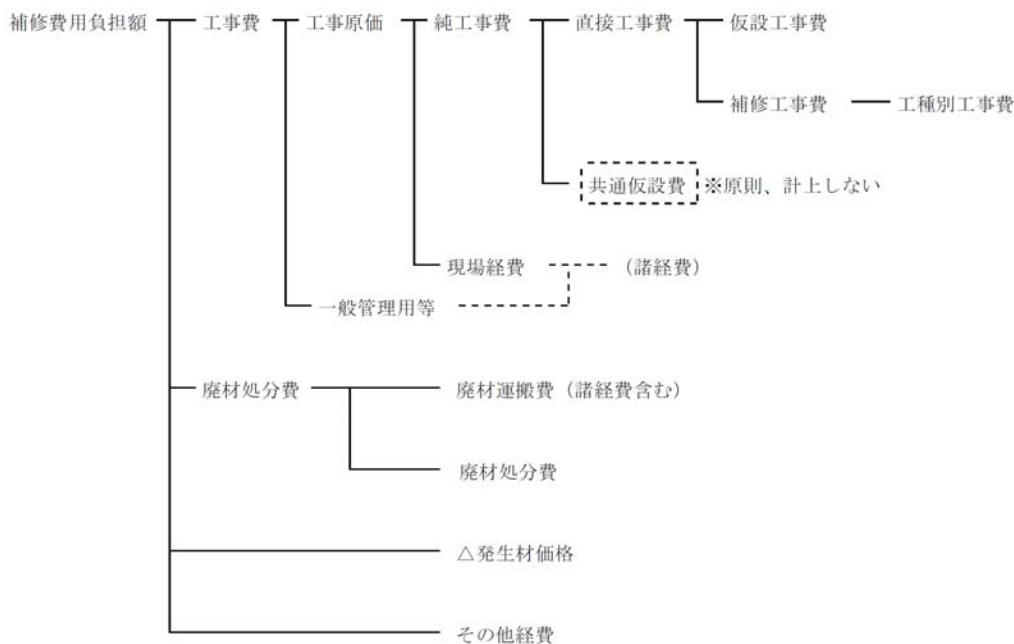 補修費用負担額 工事費 工事原価 純工事費 直接工事費 仮設工事費
補修工事費 工種別工事費
共通仮設費 ※原則、計上しない
現場経費 （諸経費）
一般管理用等
廃材処分費 廃材運搬費（諸経費含む）
廃材処分費
△発生材価格
その他経費